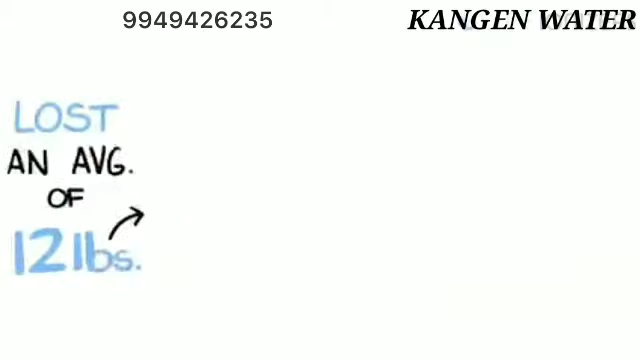 9949426235
KANGEN WATER
LOST
AN AVG.
OF
12 lbs.